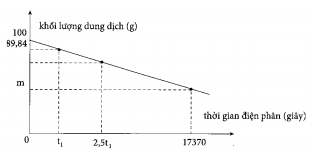 khối lượng dung dịch (g)
100
89,84
m
thời gian điện phân (giây)
0
t₁
2,5t₁
17370